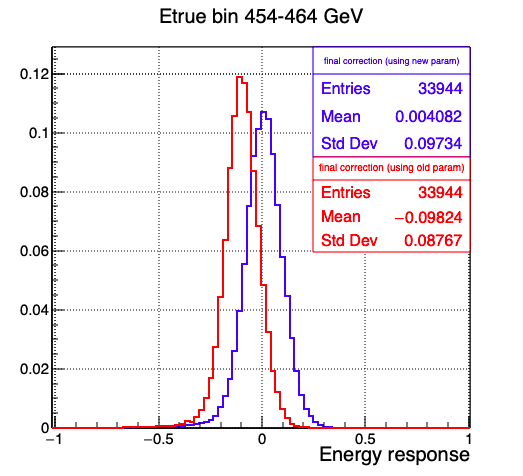 Etrue bin 454-464 GeV
final correction (using new param)
Entries 33944
Mean 0.004082
Std Dev 0.09734
final correction (using old param)
Entries 33944
Mean −0.09824
Std Dev 0.08767
0.12
0.1
0.08
0.06
0.04
0.02
0
−1 −0.5 0 0.5 1
Energy response